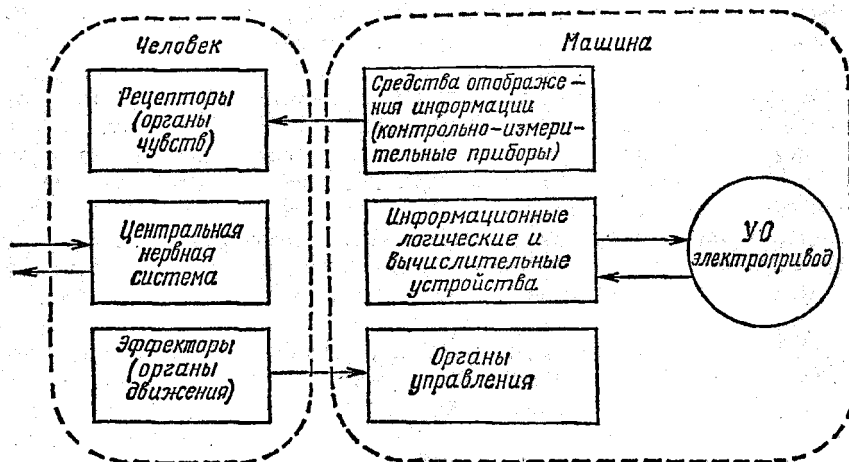 Человек
Рецепторы
(органы
чувств)
Центральная
нервная
система
Эффекторы
(органы
движения)
Машина
Средства отображе-
ния информации
(контрольно-измери-
тельные приборы)
Информационные
логические и
вычислительные
устройства
Органы
управления
УО
электропривод